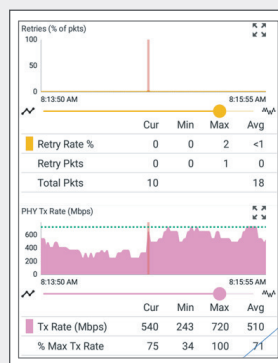 Retries (% of pkts)
100
50
0
8:13:50 AM 8:15:55 AM
Cur Min Max Avg
Retry Rate % 0 0 2 <1
Retry Pkts 0 0 1 0
Total Pkts 10 18
PHY Tx Rate (Mbps)
600
400
200
0
8:13:50 AM 8:15:55 AM
Cur Min Max Avg
Tx Rate (Mbps) 540 243 720 510
% Max Tx Rate 75 34 100 71